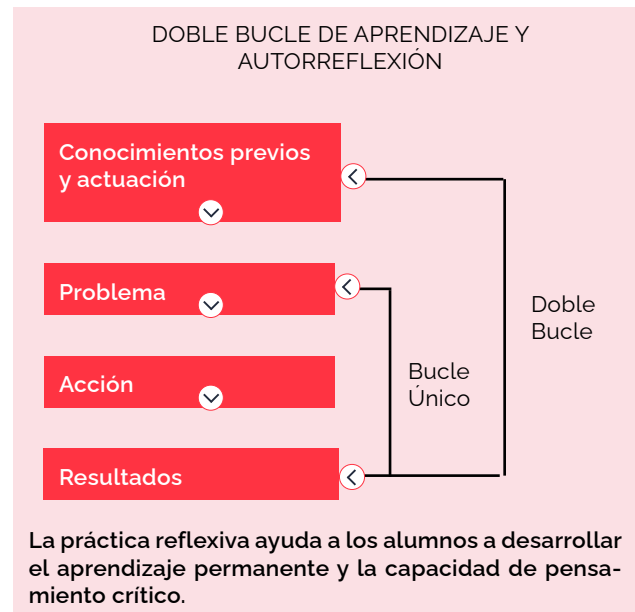 DOBLE BUCLE DE APRENDIZAJE Y
AUTORREFLEXIÓN
Conocimientos previos
y actuación
Problema
Acción
Resultados
Bucle
Único
Doble
Bucle
La práctica reflexiva ayuda a los alumnos a desarrollar
el aprendizaje permanente y la capacidad de pensa-
miento crítico.